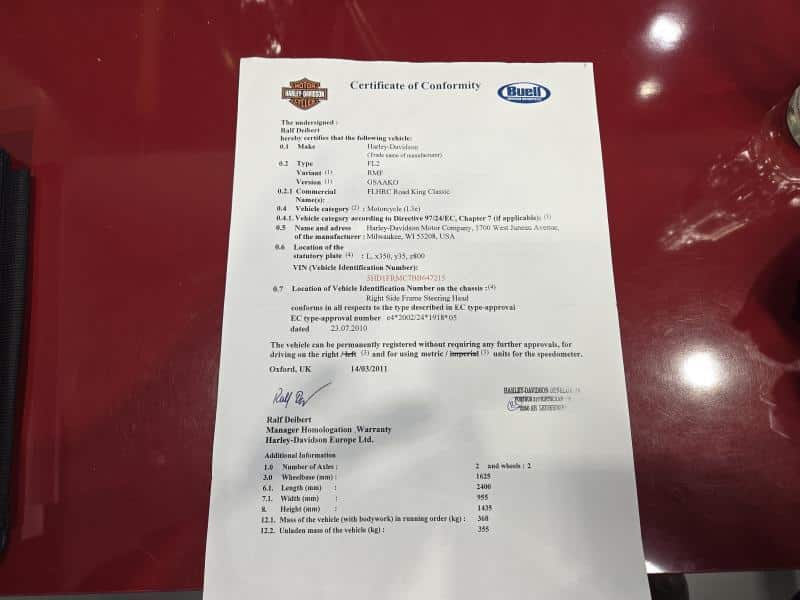 MOTOR
HARLEY-DAVIDSON
CYCLES
Certificate of Conformity
Buell
The undersigned :
Ralf Deibert
hereby certifies that the following vehicle:
0.1 Make Harley-Davidson
(Trade name of manufacturer)
0.2 Type FL2
Variant (1) RMF
Version (1) GSAAKO
0.2.1 Commercial FLHRC Road King Classic
Name(s):
0.4 Vehicle category (2) : Motorcycle (L3e)
0.4.1. Vehicle category according to Directive 97/24/EC, Chapter 7 (if applicable): (3)
0.5 Name and adress Harley-Davidson Motor Company, 3700 West Juneau Avenue,
of the manufacturer : Milwaukee, WI 53208, USA
0.6 Location of the
statutory plate (4) : L, x350, y35, z800
VIN (Vehicle Identification Number):
5HD1FRMC7BB647215
0.7 Location of Vehicle Identification Number on the chassis :(4)
Right Side Frame Steering Head
conforms in all respects to the type described in EC type-approval
EC type-approval number e4*2002/24*1918*05
dated 23.07.2010
The vehicle can be permanently registered without requiring any further approvals, for
driving on the right / left (3) and for using metric / imperial (3) units for the speedometer.
Oxford, UK 14/03/2011
Ralf Deibert
Manager Homologation ,Warranty
Harley-Davidson Europe Ltd.
HARLEY-DAVIDSON
Additional Information
1.0 Number of Axles : 2 and wheels : 2
3.0 Wheelbase (mm) : 1625
6.1. Length (mm) : 2400
7.1. Width (mm) : 955
8. Height (mm) : 1435
12.1. Mass of the vehicle (with bodywork) in running order (kg) : 368
12.2. Unladen mass of the vehicle (kg) : 355